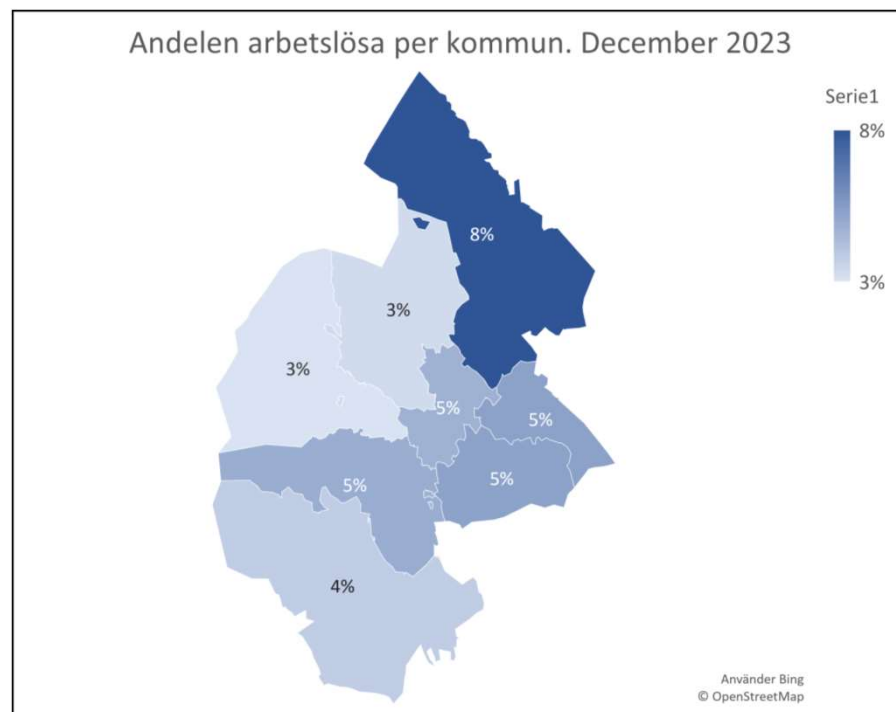 Andelen arbetslösa per kommun. December 2023
Serie1
8%
3%
8%
3%
3%
5%
5%
5%
5%
4%
Använder Bing
© OpenStreetMap